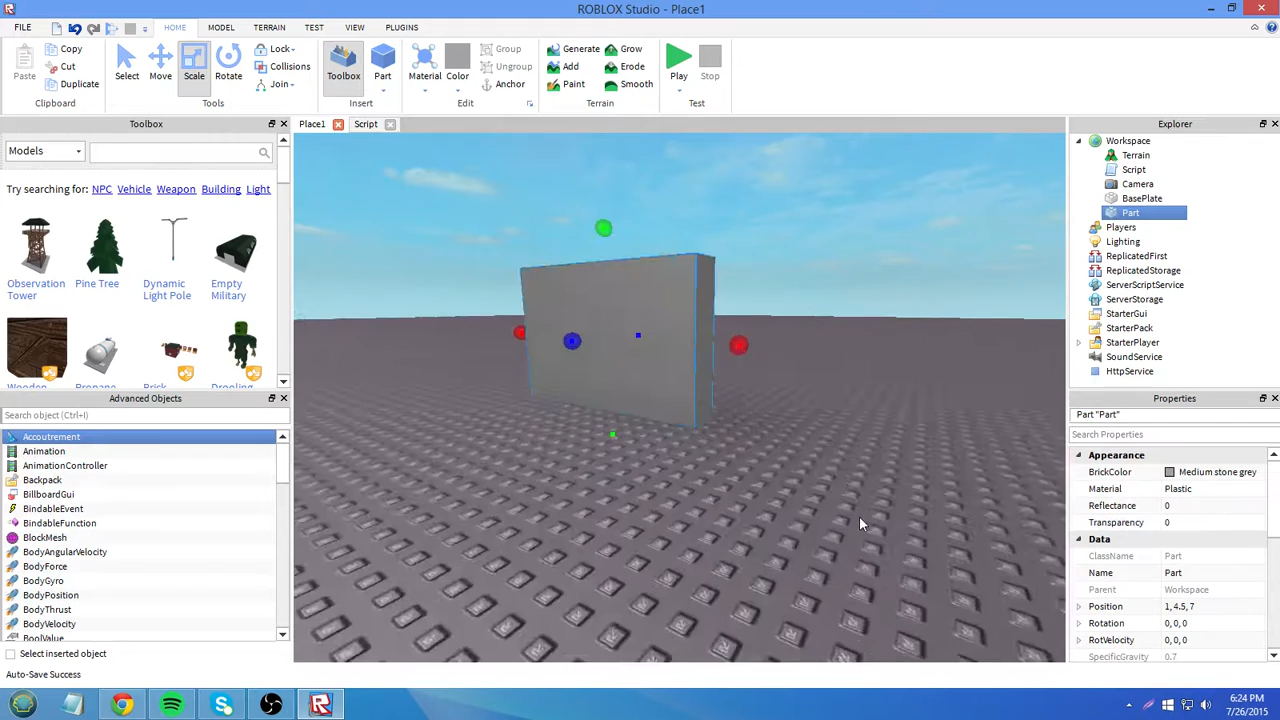 ROBLOX Studio - Place1
FILE
HOME
MODEL
TERRAIN
TEST
VIEW
PLUGINS
Paste
Copy
Cut
Duplicate
Clipboard
Select
Move
Scale
Rotate
Lock
Collisions
Join
Tools
Toolbox
Part
Insert
Material
Color
Group
Ungroup
Anchor
Edit
Generate
Grow
Add
Erode
Paint
Smooth
Terrain
Play
Stop
Test
Toolbox
Models
Try searching for: NPC Vehicle Weapon Building Light
Observation Tower
Pine Tree
Dynamic Light Pole
Empty Military
Advanced Objects
Search object (Ctrl+I)
Accoutrement
Animation
AnimationController
Backpack
BillboardGui
BindableEvent
BindableFunction
BlockMesh
BodyAngularVelocity
BodyForce
BodyGyro
BodyPosition
BodyThrust
BodyVelocity
BoolValue
Select inserted object
Auto-Save Success
Place1
Script
Explorer
Workspace
Terrain
Script
Camera
BasePlate
Part
Players
Lighting
ReplicatedFirst
ReplicatedStorage
ServerScriptService
ServerStorage
StarterGui
StarterPack
StarterPlayer
SoundService
HttpService
Properties
Part "Part"
Search Properties
Appearance
BrickColor Medium stone grey
Material Plastic
Reflectance 0
Transparency 0
Data
ClassName Part
Name Part
Parent Workspace
Position 1, 4.5, 7
Rotation 0, 0, 0
RotVelocity 0, 0, 0
SpecificGravity 0.7
6:24 PM
7/26/2015